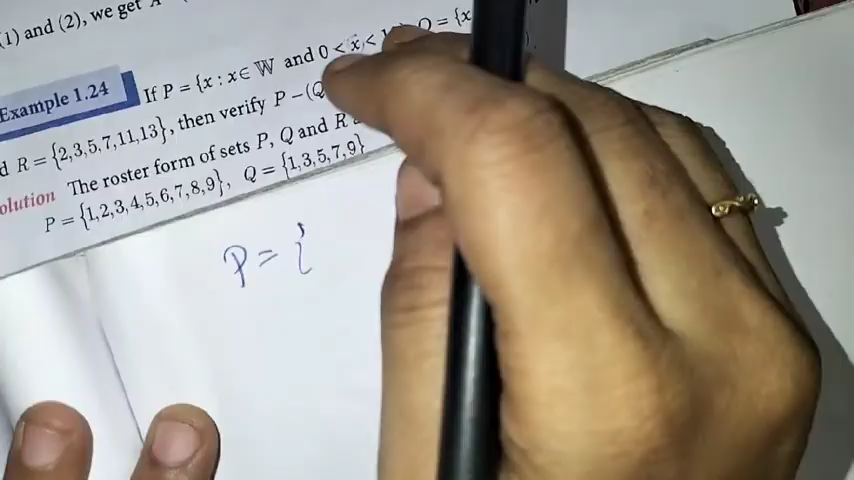 (1) and (2), we get A
Example 1.24 If P = {x : x∈ 𝕎 and 0 < x < 1 Q = {x
R = {2,3,5,7,11,13}, then verify P −(Q
The roster form of sets P, Q and R
P = {1,2,3,4,5,6,7,8,9}, Q = {1,3,5,7,9}
P = {